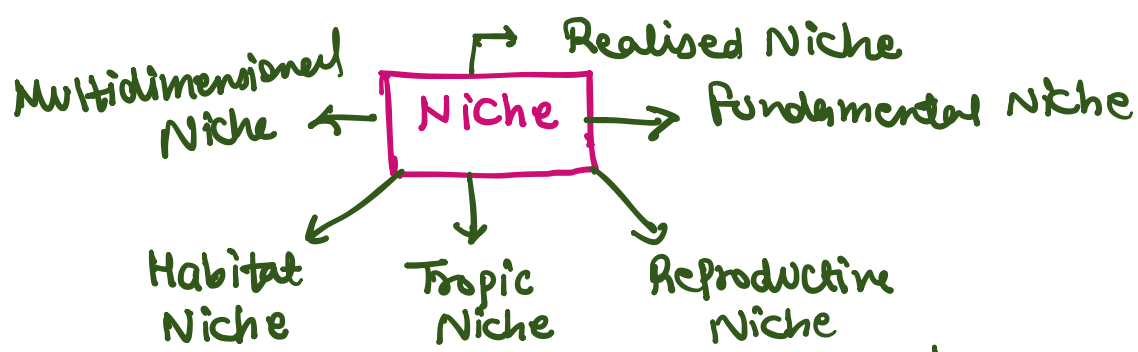 Realised Niche
Multidimensional
Niche
Niche
Fundamental Niche
Habitat
Niche
Tropic
Niche
Reproductive
Niche